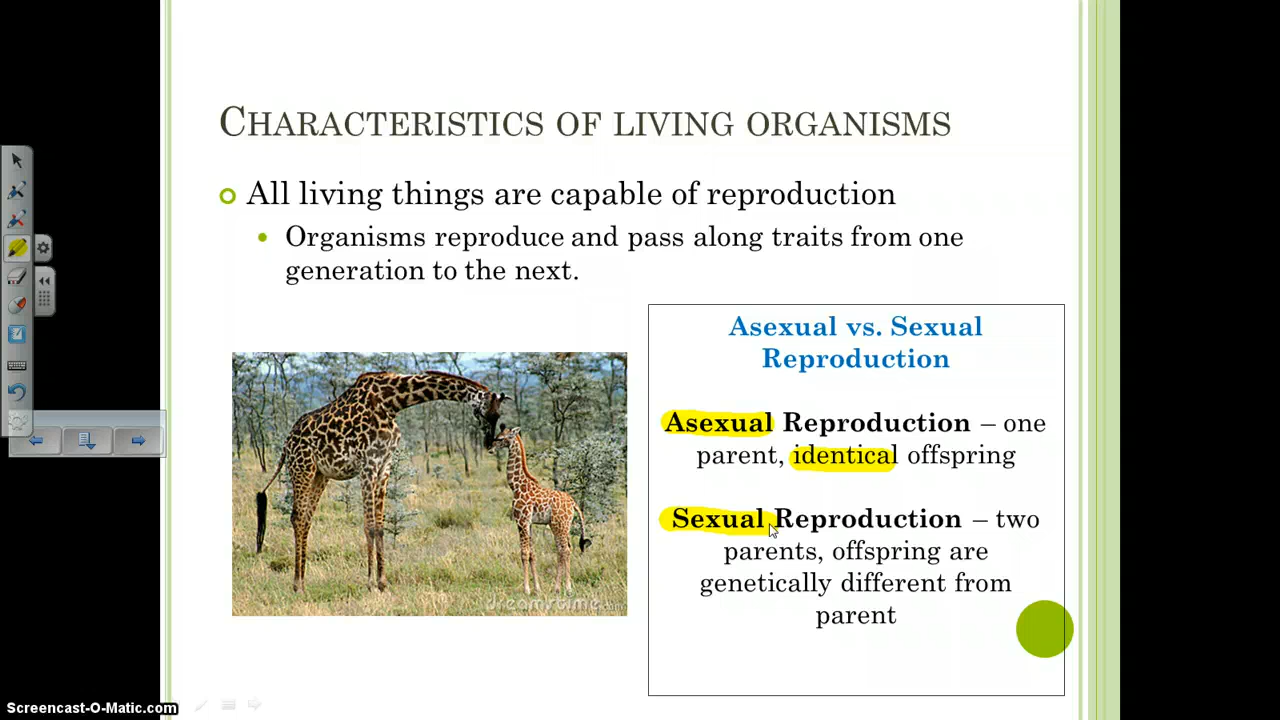 CHARACTERISTICS OF LIVING ORGANISMS
All living things are capable of reproduction
Organisms reproduce and pass along traits from one
generation to the next.
Asexual vs. Sexual
Reproduction
Asexual Reproduction – one
parent, identical offspring
Sexual Reproduction – two
parents, offspring are
genetically different from
parent
dreamstime.com
Screencast-O-Matic.com